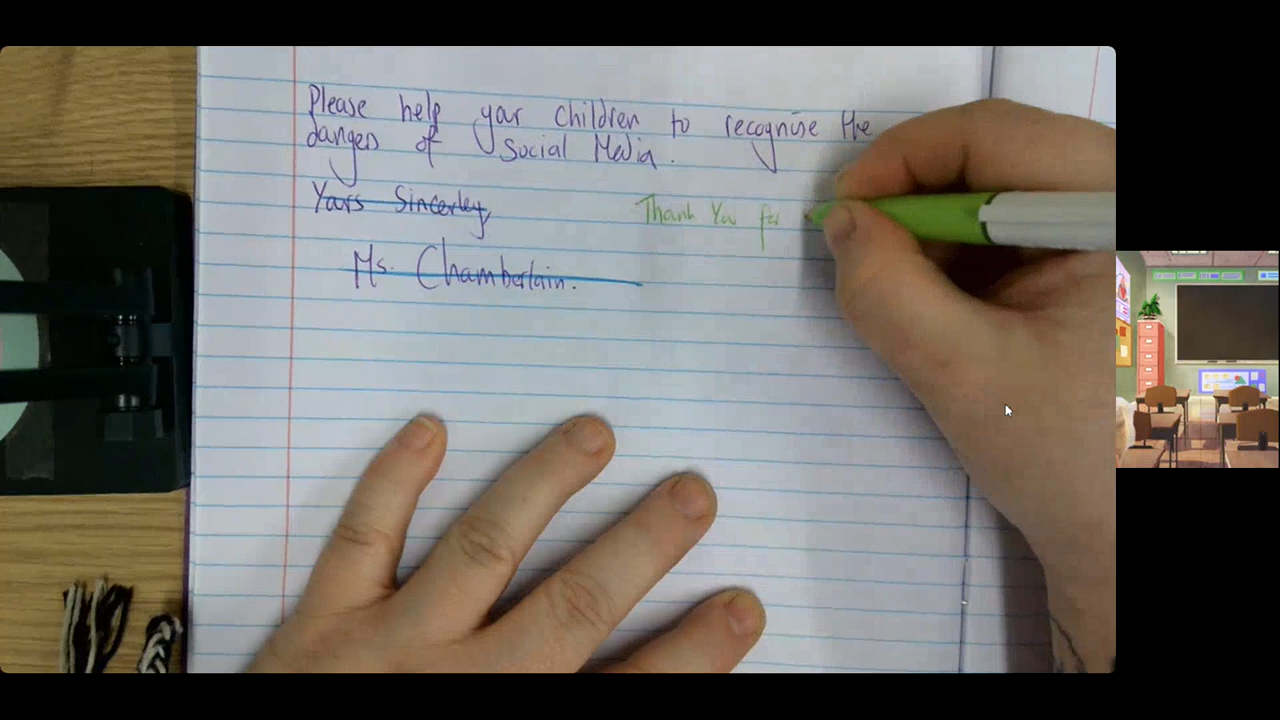 Please help your children to recognise the
dangers of Social Media.
Yours Sincerley,
Thank You for
Ms. Chamberlain.